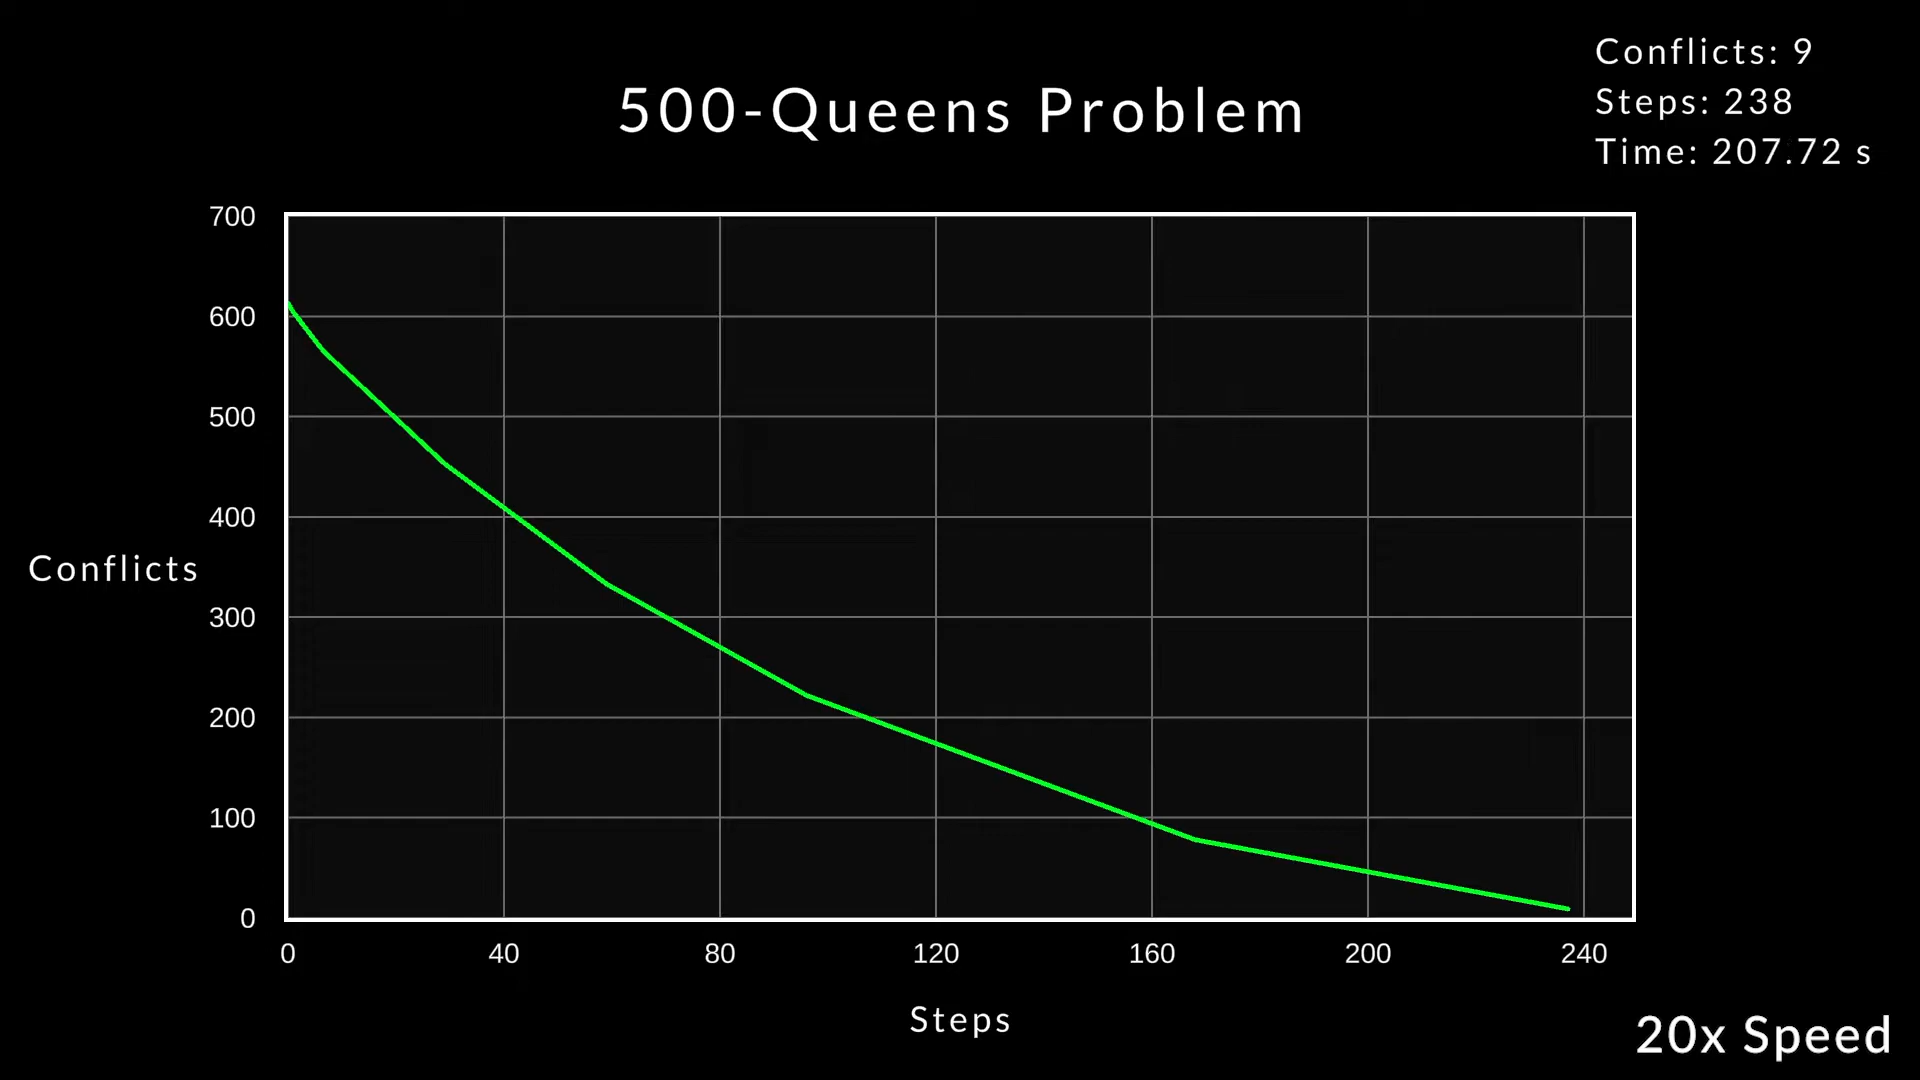 Conflicts: 9
Steps: 238
Time: 207.72 s
500-Queens Problem
700
600
500
400
300
200
100
0
Conflicts
0 40 80 120 160 200 240
Steps
20x Speed